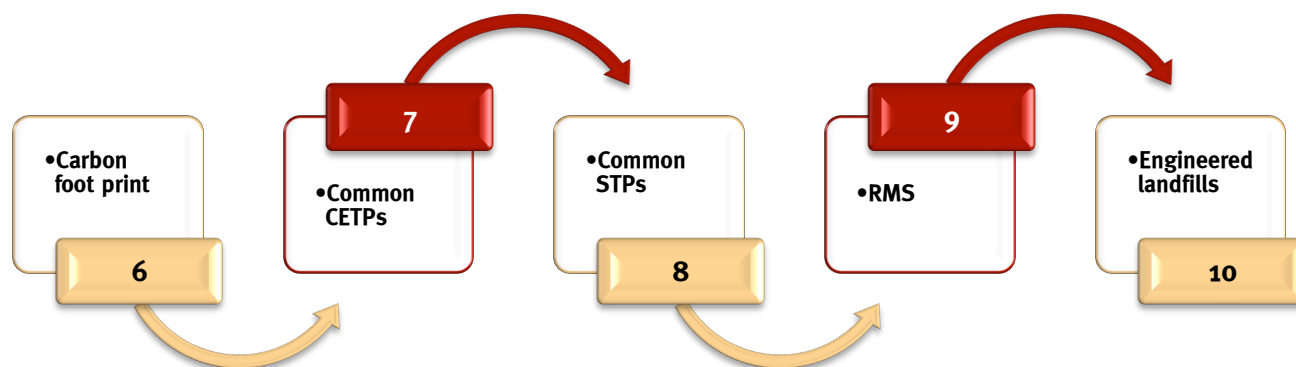 •Carbon
foot print
6
7
•Common
CETPs
•Common
STPs
8
9
•RMS
•Engineered
landfills
10